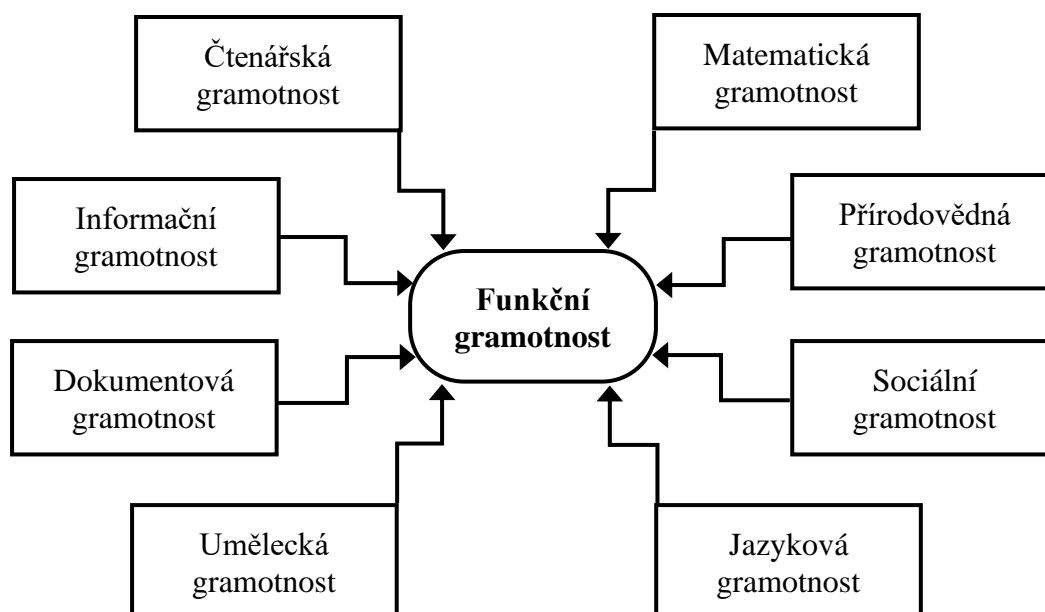 Čtenářská
gramotnost
Matematická
gramotnost
Informační
gramotnost
Přírodovědná
gramotnost
Funkční
gramotnost
Dokumentová
gramotnost
Sociální
gramotnost
Umělecká
gramotnost
Jazyková
gramotnost